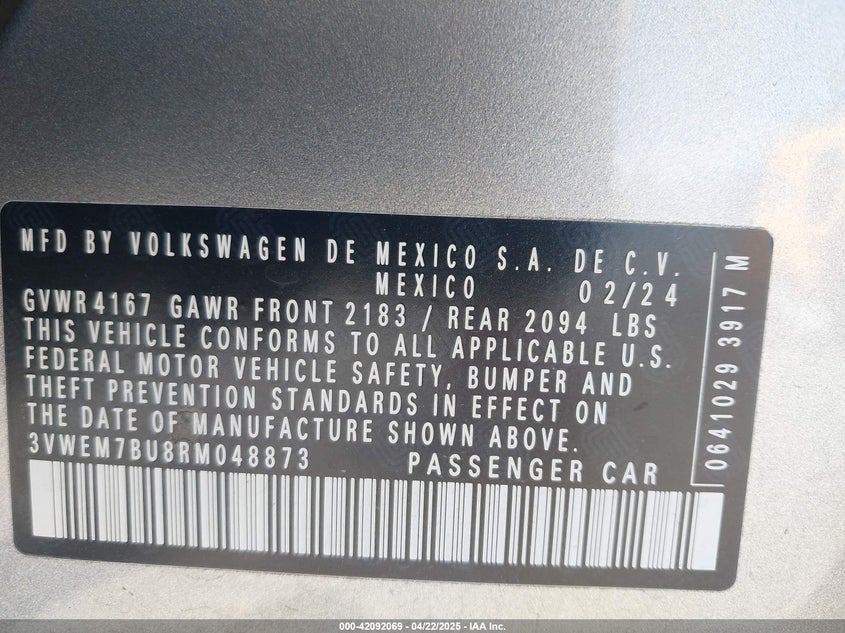 MFD BY VOLKSWAGEN DE MEXICO S.A. DE C.V.
MEXICO 02/24
GVWR 4167 GAWR FRONT 2183 / REAR 2094 LBS
THIS VEHICLE CONFORMS TO ALL APPLICABLE U.S.
FEDERAL MOTOR VEHICLE SAFETY, BUMPER AND
THEFT PREVENTION STANDARDS IN EFFECT ON
THE DATE OF MANUFACTURE SHOWN ABOVE.
3VWEM7BU8RM048873 PASSENGER CAR
0641029 3917 M
000-42092069 - 04/22/2025 - IAA Inc.